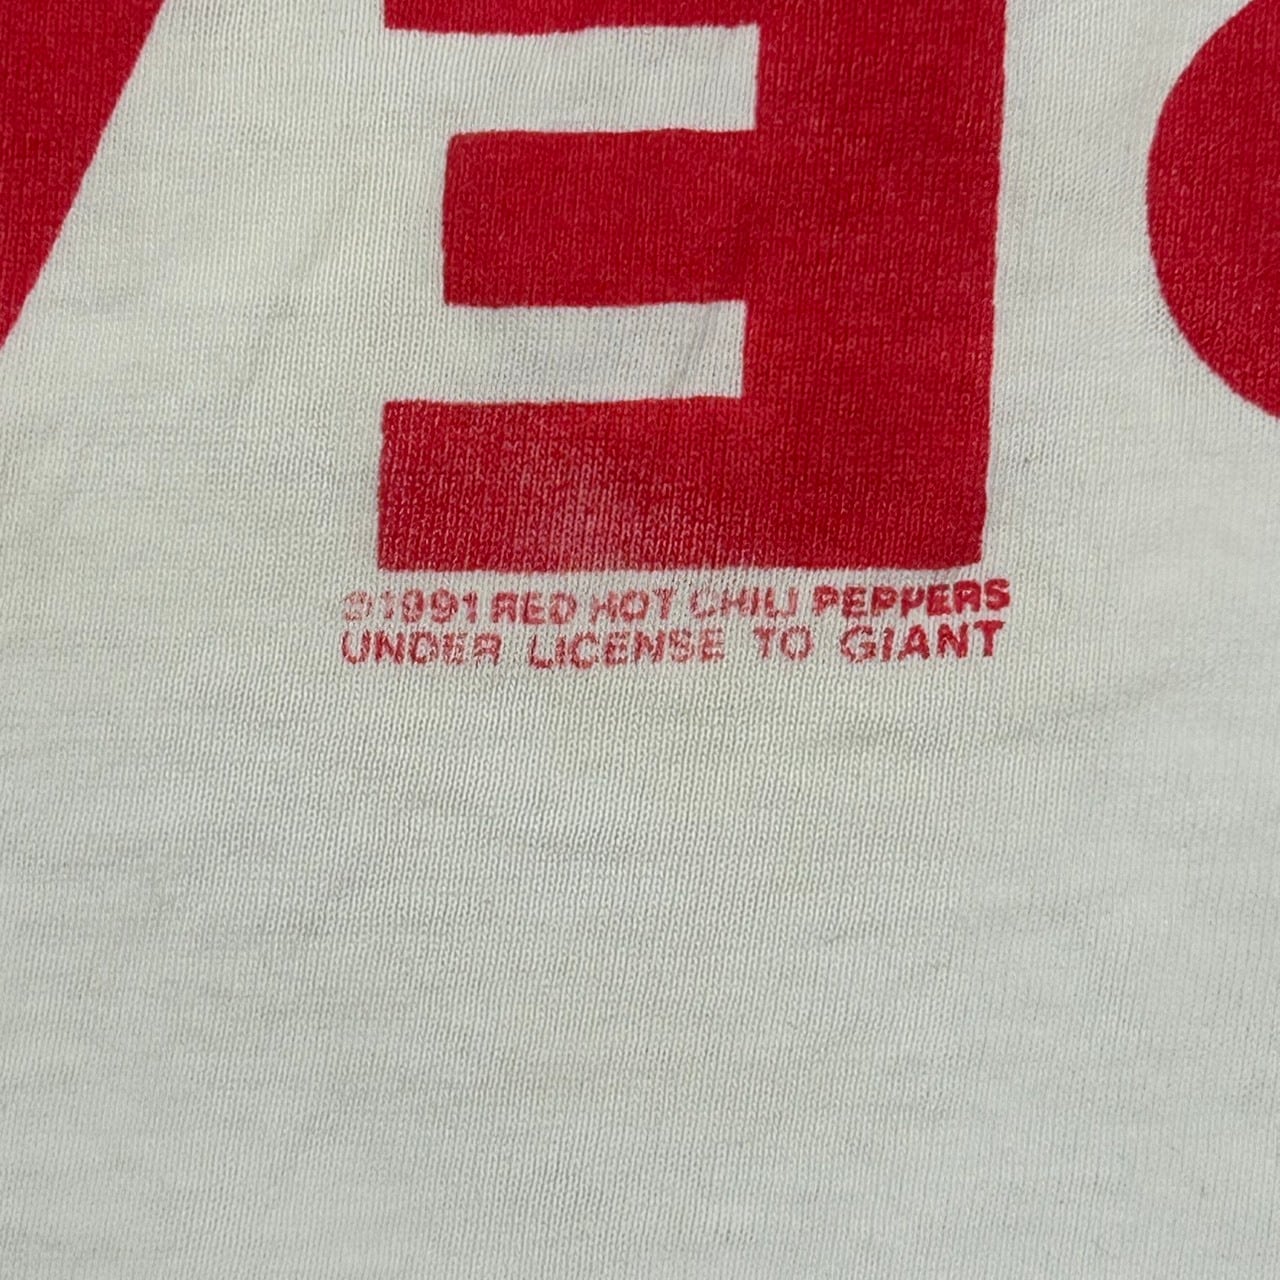 ©1991 RED HOT CHILI PEPPERS
UNDER LICENSE TO GIANT